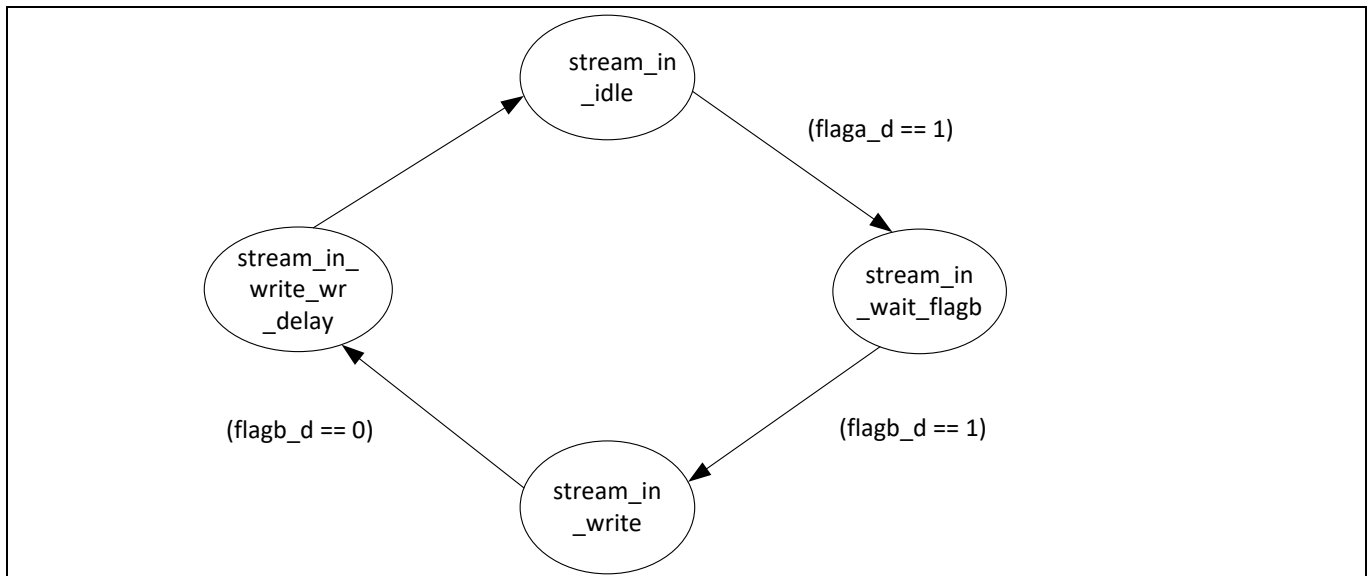 stream_in
_idle
(flaga_d == 1)
stream_in_
write_wr
_delay
stream_in
_wait_flagb
(flagb_d == 0)
(flagb_d == 1)
stream_in
_write